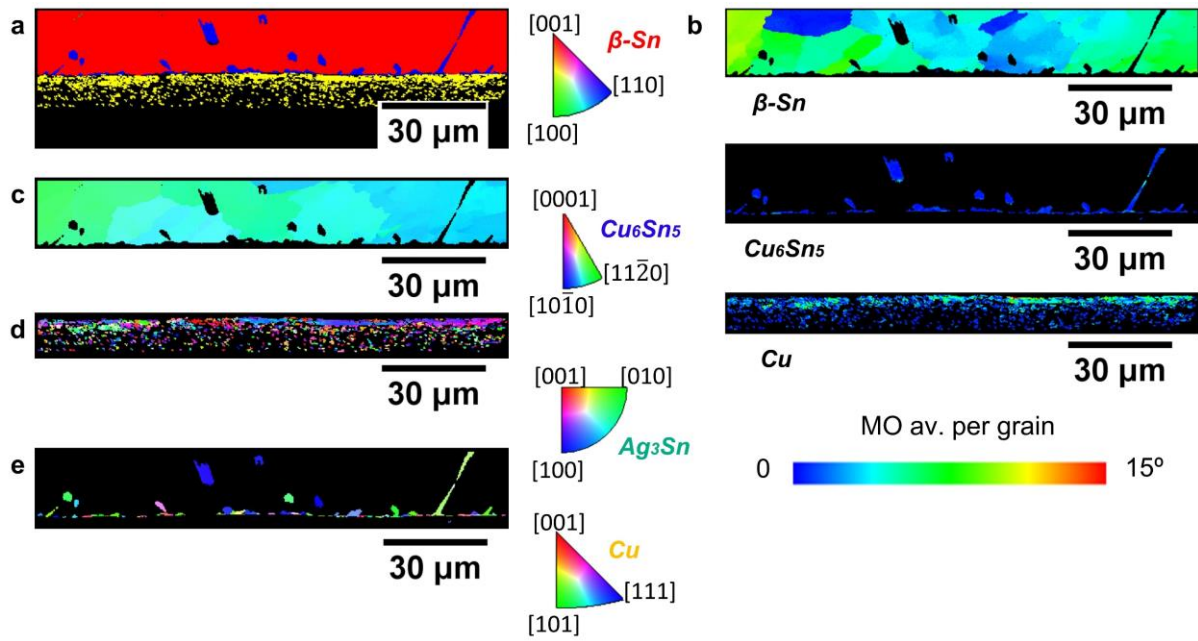 a
30 µm
[001]
β-Sn
[110]
[100]
b
β-Sn
30 µm
c
30 µm
[0001]
Cu₆Sn₅
[112̅0]
[101̅0]
Cu₆Sn₅
30 µm
d
30 µm
[001] [010]
Ag₃Sn
[100]
Cu
30 µm
MO av. per grain
0 15º
e
30 µm
[001]
Cu
[111]
[101]